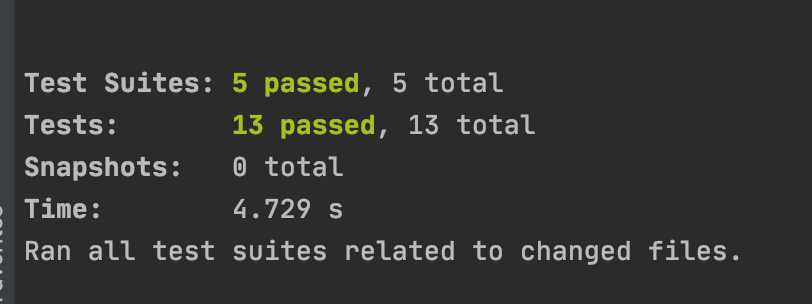 Test Suites: 5 passed, 5 total
Tests: 13 passed, 13 total
Snapshots: 0 total
Time: 4.729 s
Ran all test suites related to changed files.